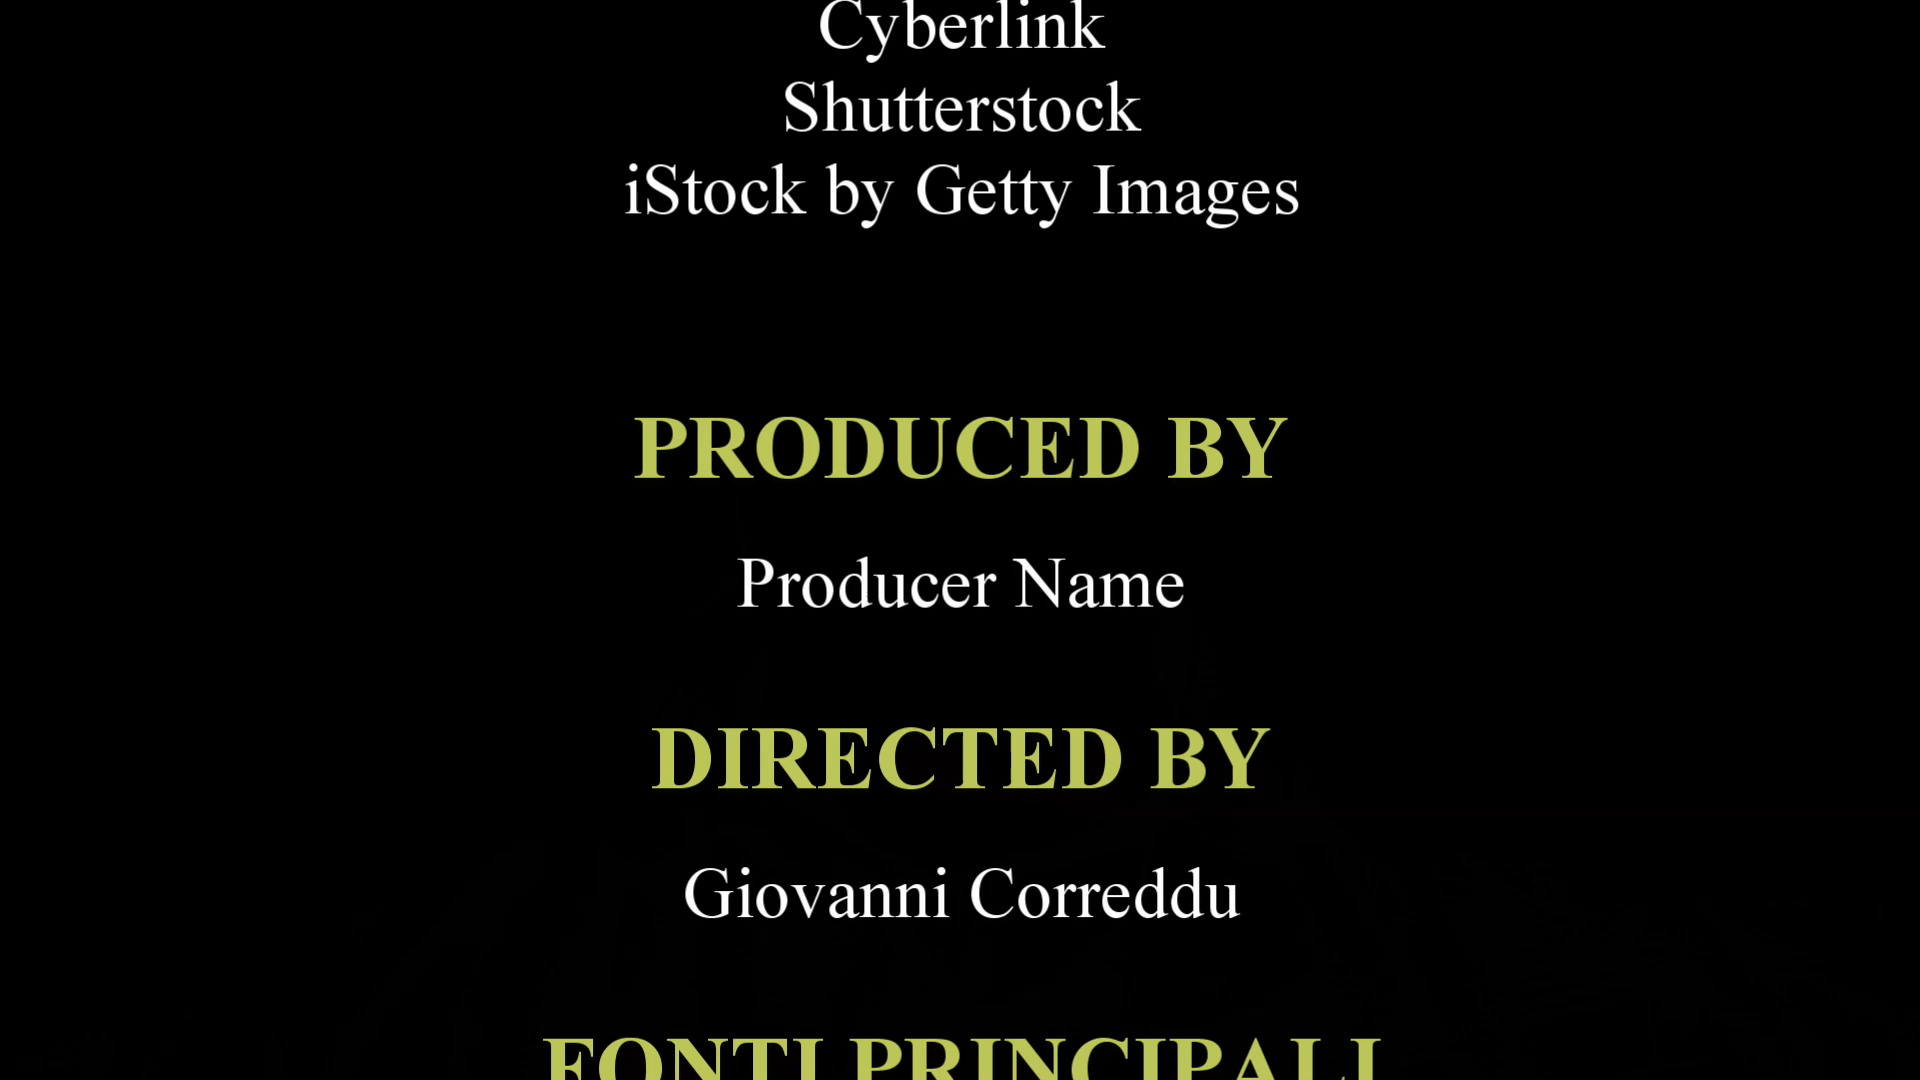 Cyberlink
Shutterstock
iStock by Getty Images
PRODUCED BY
Producer Name
DIRECTED BY
Giovanni Correddu
FONTI PRINCIPALI